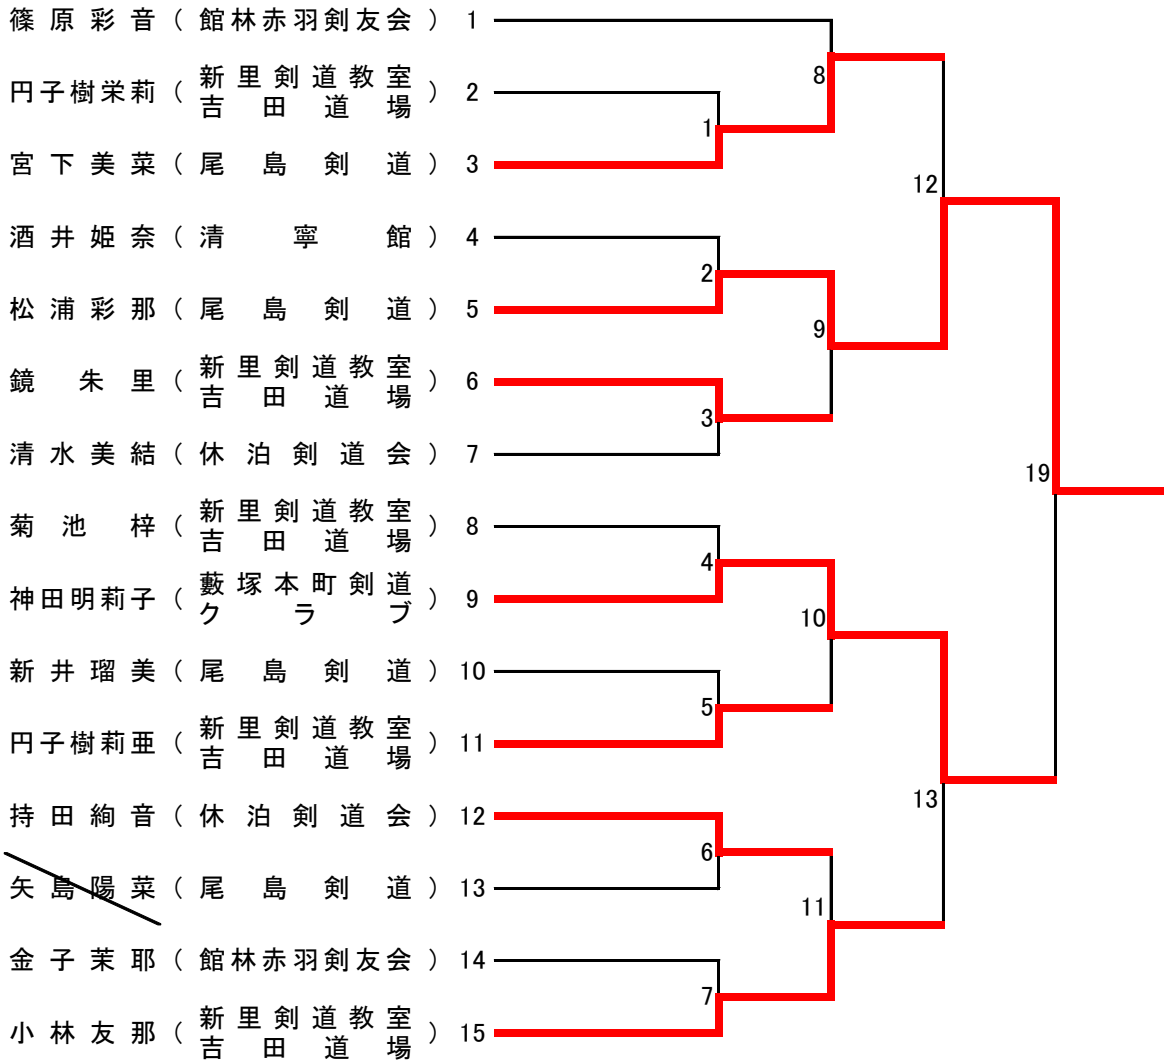 篠原彩音（館林赤羽剣友会）1
円子樹栄莉（新里剣道教室吉田道場）2
宮下美菜（尾島剣道）3
酒井姫奈（清寧館）4
松浦彩那（尾島剣道）5
鏡朱里（新里剣道教室吉田道場）6
清水美結（休泊剣道会）7
菊池梓（新里剣道教室吉田道場）8
神田明莉子（藪塚本町剣道クラブ）9
新井瑠美（尾島剣道）10
円子樹莉亜（新里剣道教室吉田道場）11
持田絢音（休泊剣道会）12
矢島陽菜（尾島剣道）13
金子茉耶（館林赤羽剣友会）14
小林友那（新里剣道教室吉田道場）15
1
2
3
4
5
6
7
8
9
10
11
12
13
19